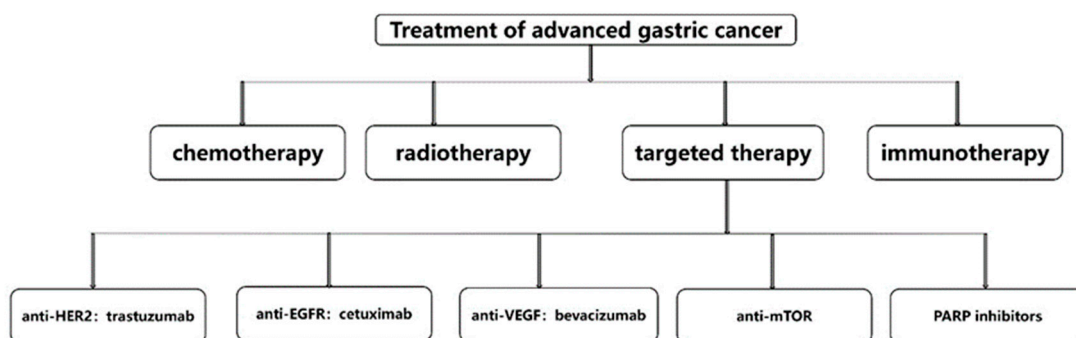 Treatment of advanced gastric cancer
chemotherapy
radiotherapy
targeted therapy
immunotherapy
anti-HER2：trastuzumab
anti-EGFR：cetuximab
anti-VEGF：bevacizumab
anti-mTOR
PARP inhibitors